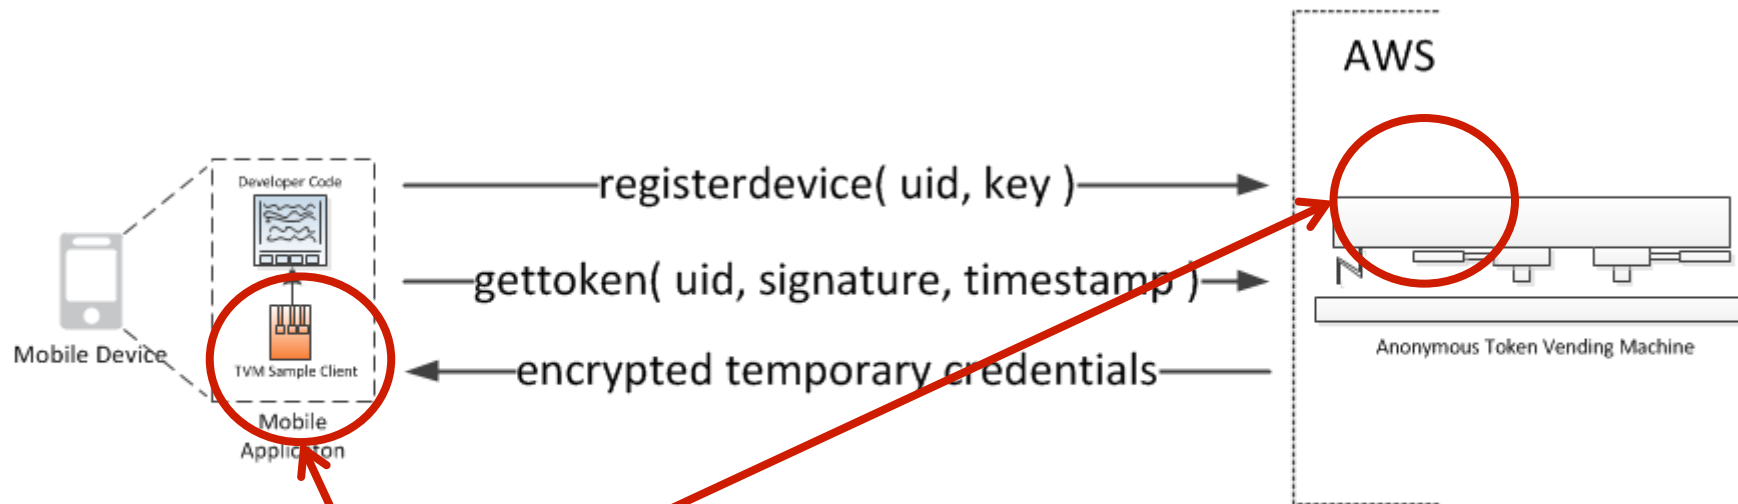 AWS
registerdevice( uid, key )
Developer Code
gettoken( uid, signature, timestamp )
Mobile Device
TVM Sample Client
encrypted temporary credentials
Anonymous Token Vending Machine
Mobile
Applicaton